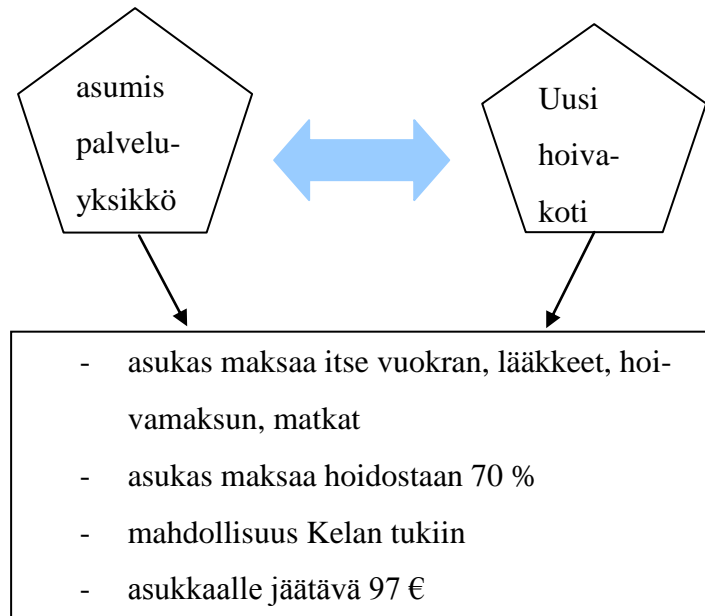 asumis
palvelu-
yksikkö
Uusi
hoiva-
koti
- asukas maksaa itse vuokran, lääkkeet, hoi-
vamaksun, matkat
- asukas maksaa hoidostaan 70 %
- mahdollisuus Kelan tukiin
- asukkaalle jäätävä 97 €